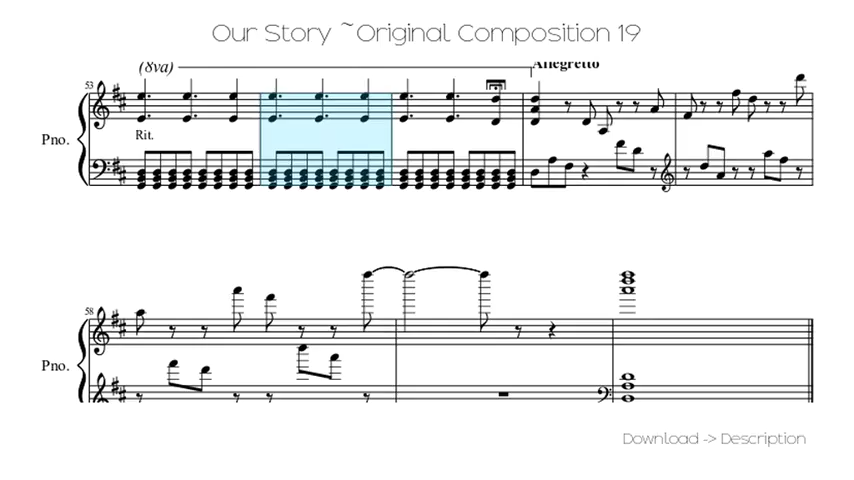 Our Story ~Original Composition 19
(8va)
Allegretto
53
Pno.
Rit.
58
Pno.
Download -> Description